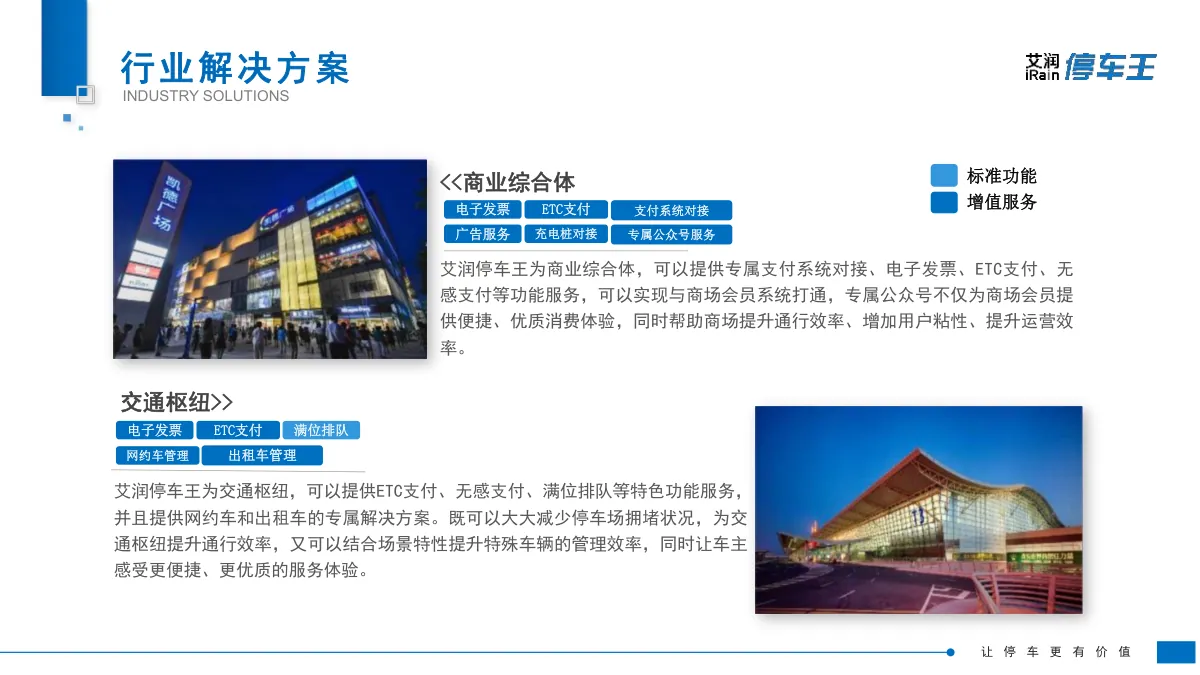 行业解决方案
INDUSTRY SOLUTIONS
艾润
iRain
停车王
凯德广场
<<商业综合体
电子发票 ETC支付 支付系统对接
广告服务 充电桩对接 专属公众号服务
标准功能
增值服务
艾润停车王为商业综合体，可以提供专属支付系统对接、电子发票、ETC支付、无
感支付等功能服务，可以实现与商场会员系统打通，专属公众号不仅为商场会员提
供便捷、优质消费体验，同时帮助商场提升通行效率、增加用户粘性、提升运营效
率。
交通枢纽>>
电子发票 ETC支付 满位排队
网约车管理 出租车管理
艾润停车王为交通枢纽，可以提供ETC支付、无感支付、满位排队等特色功能服务，
并且提供网约车和出租车的专属解决方案。既可以大大减少停车场拥堵状况，为交
通枢纽提升通行效率，又可以结合场景特性提升特殊车辆的管理效率，同时让车主
感受更便捷、更优质的服务体验。
T3
让停车更有价值